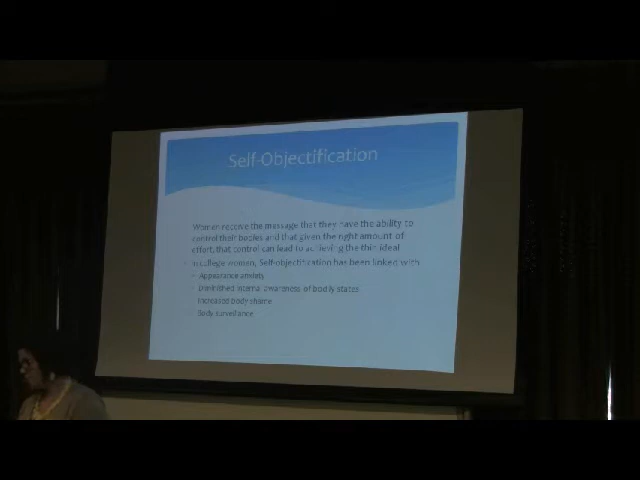 Self-Objectification
Women receive the message that they have the ability to
control their bodies and that given the right amount of
effort, that control can lead to achieving the thin ideal
In college women, Self-objectification has been linked with
Appearance anxiety
Diminished internal awareness of bodily states
Increased body shame
Body surveillance